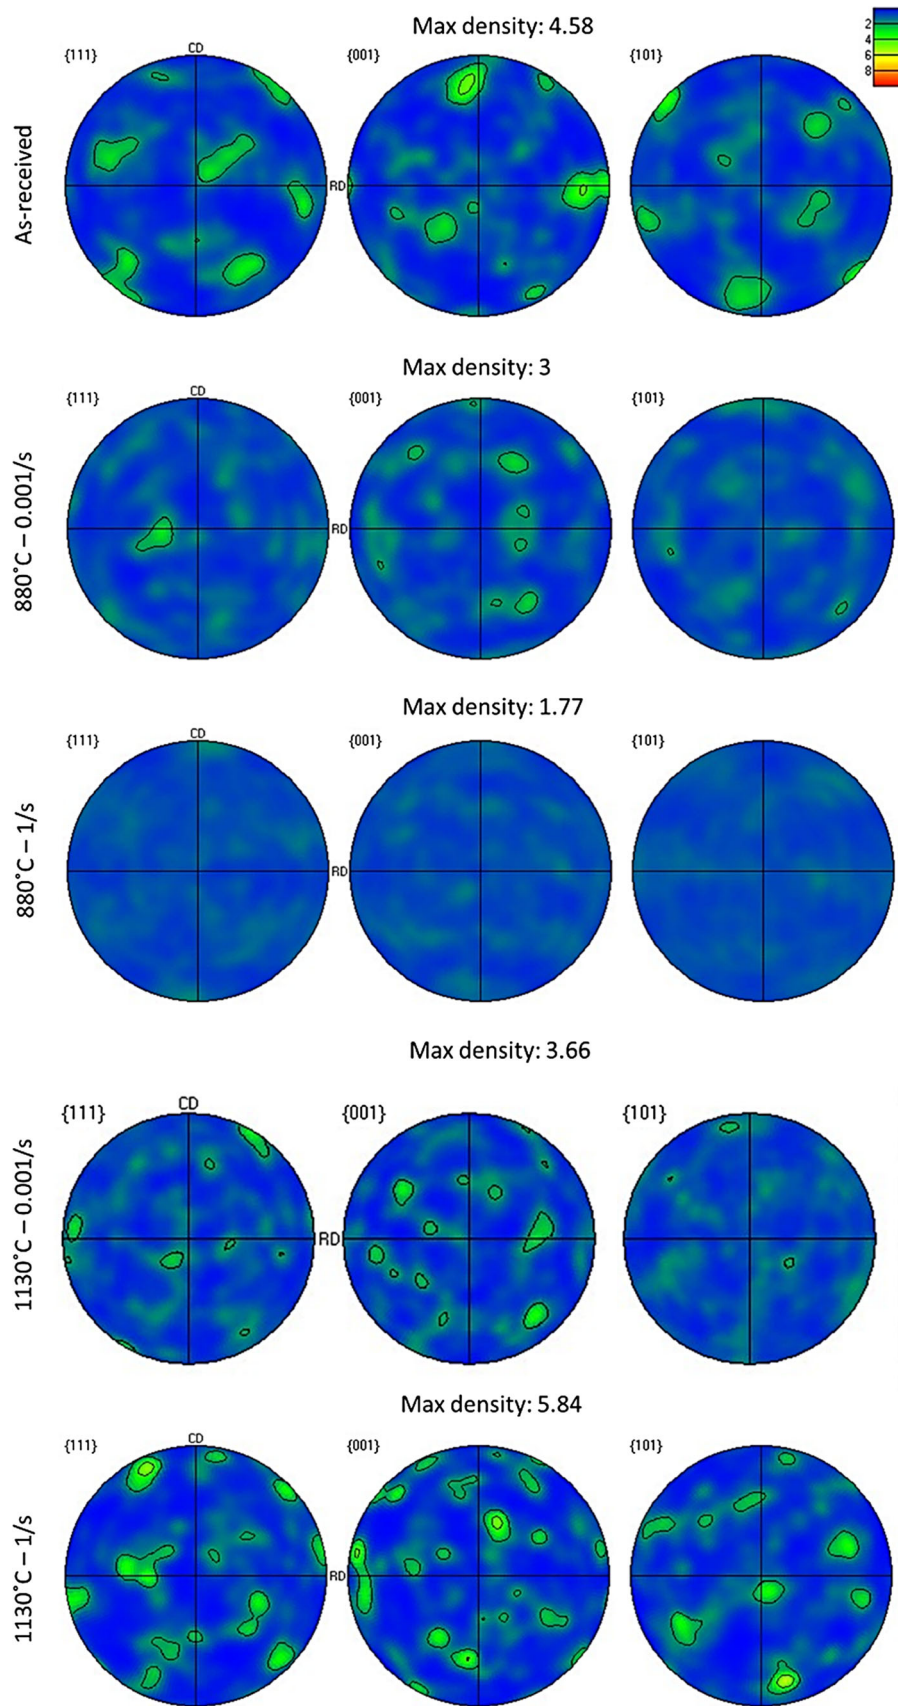 Max density: 4.58
{111}
CD
{001}
{101}
2
4
6
8
As-received
RD
Max density: 3
{111}
CD
{001}
{101}
880°C – 0.001/s
RD
Max density: 1.77
{111}
CD
{001}
{101}
880°C – 1/s
RD
Max density: 3.66
{111}
CD
{001}
{101}
1130°C – 0.001/s
RD
Max density: 5.84
{111}
CD
{001}
{101}
1130°C – 1/s
RD